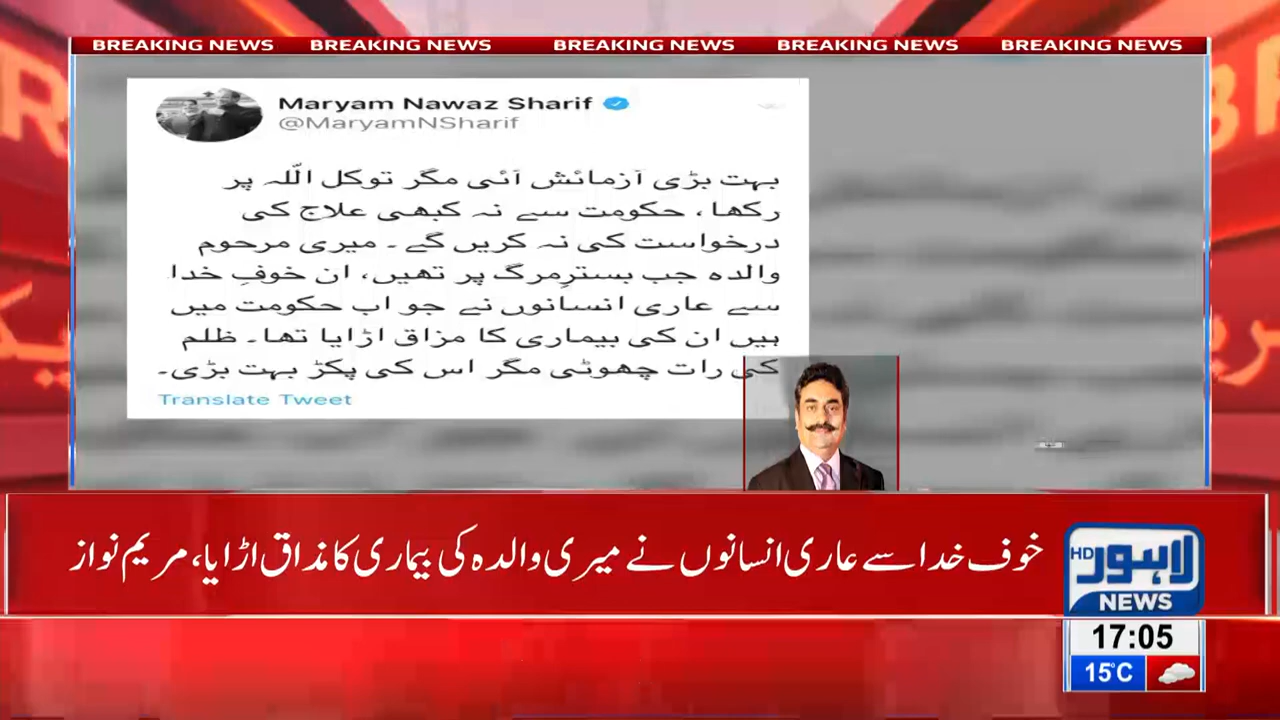 BREAKING NEWS BREAKING NEWS BREAKING NEWS BREAKING NEWS BREAKING NEWS
Maryam Nawaz Sharif
@MaryamNSharif
بہت بڑی آزمائش آئی مگر توکل اللّہ پر
رکھا، حکومت سے نہ کبھی علاج کی
درخواست کی نہ کریں گے۔ میری مرحوم
والدہ جب بسترِمرگ پر تھیں، ان خوفِ خدا
سے عاری انسانوں نے جو اب حکومت میں
ہیں ان کی بیماری کا مزاق اڑایا تھا۔ ظلم
کی رات چھوٹی مگر اس کی پکڑ بہت بڑی۔
Translate Tweet
خوف خدا سے عاری انسانوں نے میری والدہ کی بیماری کا مذاق اڑایا، مریم نواز
HD لاہور
NEWS
17:05
15°C